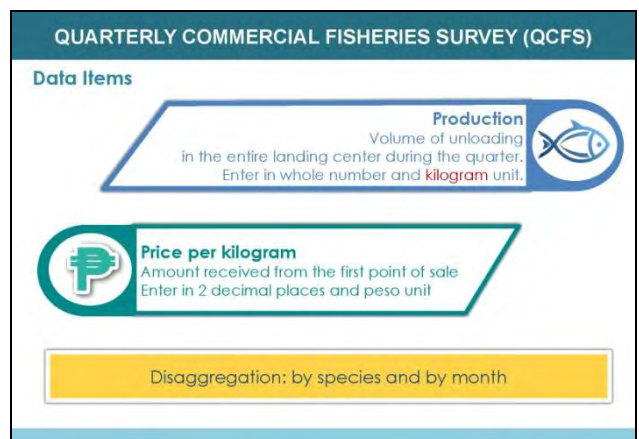 QUARTERLY COMMERCIAL FISHERIES SURVEY (QCFS)
Data Items
Production
Volume of unloading
in the entire landing center during the quarter.
Enter in whole number and kilogram unit.
Price per kilogram
Amount received from the first point of sale
Enter in 2 decimal places and peso unit
Disaggregation: by species and by month